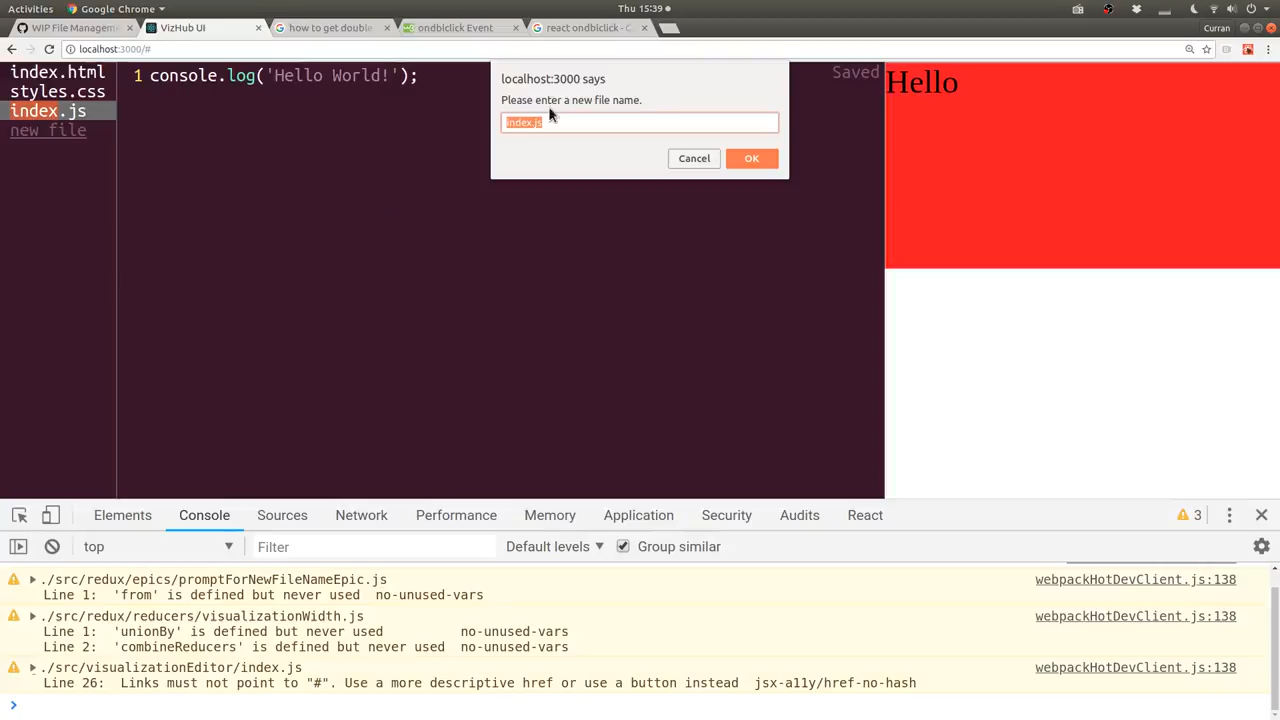 Activities Google Chrome Thu 15:39 Curran
WIP File Managem VizHub UI how to get double ondblclick Event react ondblclick - G
localhost:3000/#
index.html
styles.css
index.js
new file
1 console.log('Hello World!');
localhost:3000 says
Please enter a new file name.
index.js
Cancel OK
Saved
Hello
Elements Console Sources Network Performance Memory Application Security Audits React 3
top Filter Default levels Group similar
./src/redux/epics/promptForNewFileNameEpic.js webpackHotDevClient.js:138
Line 1: 'from' is defined but never used no-unused-vars
./src/redux/reducers/visualizationWidth.js webpackHotDevClient.js:138
Line 1: 'unionBy' is defined but never used no-unused-vars
Line 2: 'combineReducers' is defined but never used no-unused-vars
./src/visualizationEditor/index.js webpackHotDevClient.js:138
Line 26: Links must not point to "#". Use a more descriptive href or use a button instead jsx-a11y/href-no-hash